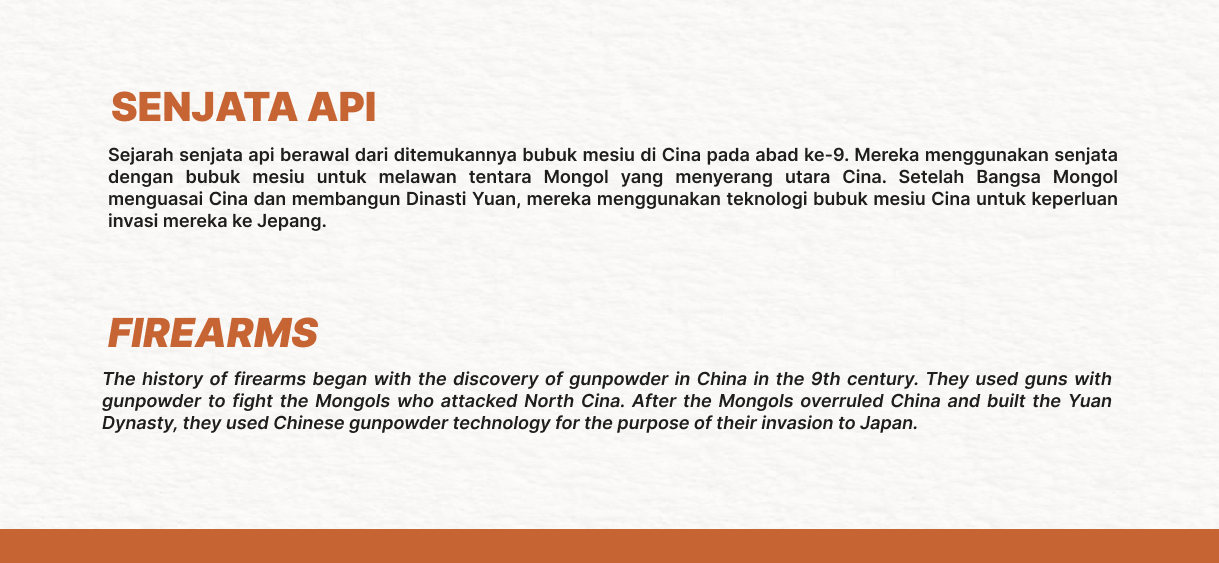 SENJATA API
Sejarah senjata api berawal dari ditemukannya bubuk mesiu di Cina pada abad ke-9. Mereka menggunakan senjata
dengan bubuk mesiu untuk melawan tentara Mongol yang menyerang utara Cina. Setelah Bangsa Mongol
menguasai Cina dan membangun Dinasti Yuan, mereka menggunakan teknologi bubuk mesiu Cina untuk keperluan
invasi mereka ke Jepang.
FIREARMS
The history of firearms began with the discovery of gunpowder in China in the 9th century. They used guns with
gunpowder to fight the Mongols who attacked North Cina. After the Mongols overruled China and built the Yuan
Dynasty, they used Chinese gunpowder technology for the purpose of their invasion to Japan.